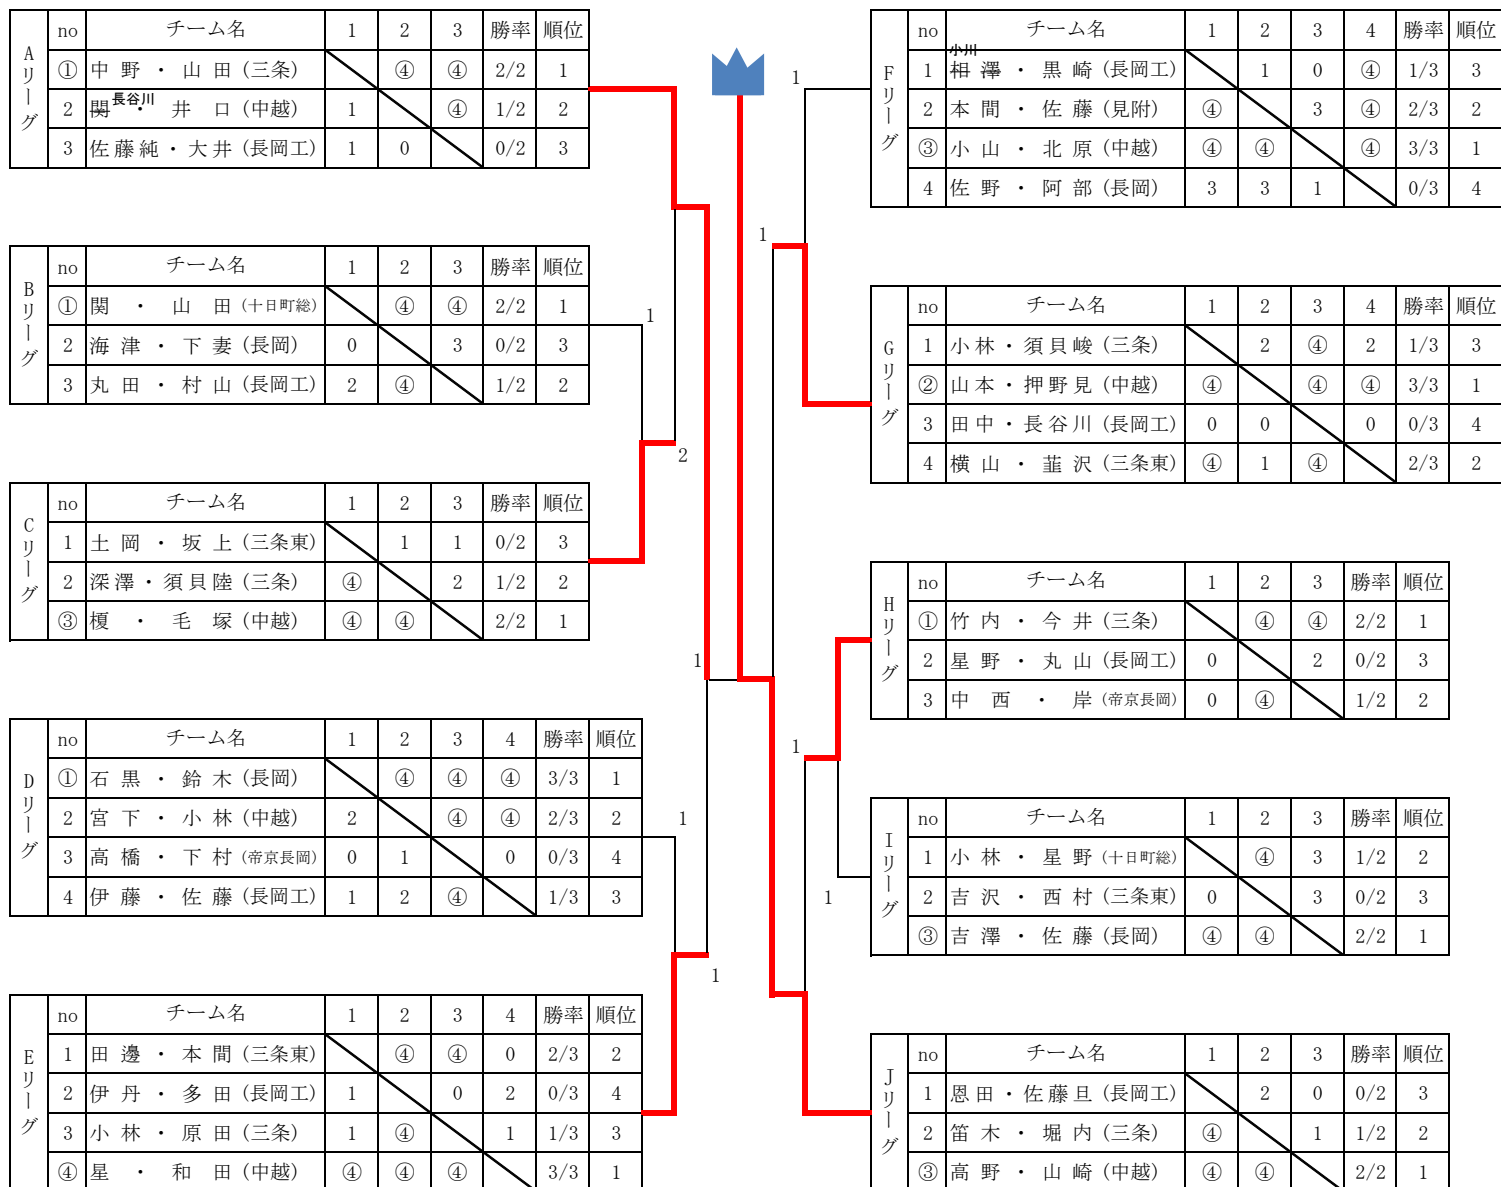 Aリーグ
no チーム名 1 2 3 勝率 順位
① 中野・山田(三条) ④ ④ 2/2 1
長谷川
2 関・井口(中越) 1 ④ 1/2 2
3 佐藤純・大井(長岡工) 1 0 0/2 3
Bリーグ
no チーム名 1 2 3 勝率 順位
① 関・山田(十日町総) ④ ④ 2/2 1
2 海津・下妻(長岡) 0 3 0/2 3
3 丸田・村山(長岡工) 2 ④ 1/2 2
Cリーグ
no チーム名 1 2 3 勝率 順位
1 土岡・坂上(三条東) 1 1 0/2 3
2 深澤・須貝陸(三条) ④ 2 1/2 2
③ 榎・毛塚(中越) ④ ④ 2/2 1
Dリーグ
no チーム名 1 2 3 4 勝率 順位
① 石黒・鈴木(長岡) ④ ④ ④ 3/3 1
2 宮下・小林(中越) 2 ④ ④ 2/3 2
3 高橋・下村(帝京長岡) 0 1 0 0/3 4
4 伊藤・佐藤(長岡工) 1 2 ④ 1/3 3
Eリーグ
no チーム名 1 2 3 4 勝率 順位
1 田邊・本間(三条東) ④ ④ 0 2/3 2
2 伊丹・多田(長岡工) 1 0 2 0/3 4
3 小林・原田(三条) 1 ④ 1 1/3 3
④ 星・和田(中越) ④ ④ ④ 3/3 1
1
2
1
1
1
1
1
1
1
Fリーグ
no チーム名 1 2 3 4 勝率 順位
小川
1 相澤・黒崎(長岡工) 1 0 ④ 1/3 3
2 本間・佐藤(見附) ④ 3 ④ 2/3 2
③ 小山・北原(中越) ④ ④ ④ 3/3 1
4 佐野・阿部(長岡) 3 3 1 0/3 4
Gリーグ
no チーム名 1 2 3 4 勝率 順位
1 小林・須貝峻(三条) 2 ④ 2 1/3 3
② 山本・押野見(中越) ④ ④ ④ 3/3 1
3 田中・長谷川(長岡工) 0 0 0 0/3 4
4 横山・韮沢(三条東) ④ 1 ④ 2/3 2
Hリーグ
no チーム名 1 2 3 勝率 順位
① 竹内・今井(三条) ④ ④ 2/2 1
2 星野・丸山(長岡工) 0 2 0/2 3
3 中西・岸(帝京長岡) 0 ④ 1/2 2
Iリーグ
no チーム名 1 2 3 勝率 順位
1 小林・星野(十日町総) ④ 3 1/2 2
2 吉沢・西村(三条東) 0 3 0/2 3
③ 吉澤・佐藤(長岡) ④ ④ 2/2 1
Jリーグ
no チーム名 1 2 3 勝率 順位
1 恩田・佐藤旦(長岡工) 2 0 0/2 3
2 笛木・堀内(三条) ④ 1 1/2 2
③ 高野・山崎(中越) ④ ④ 2/2 1